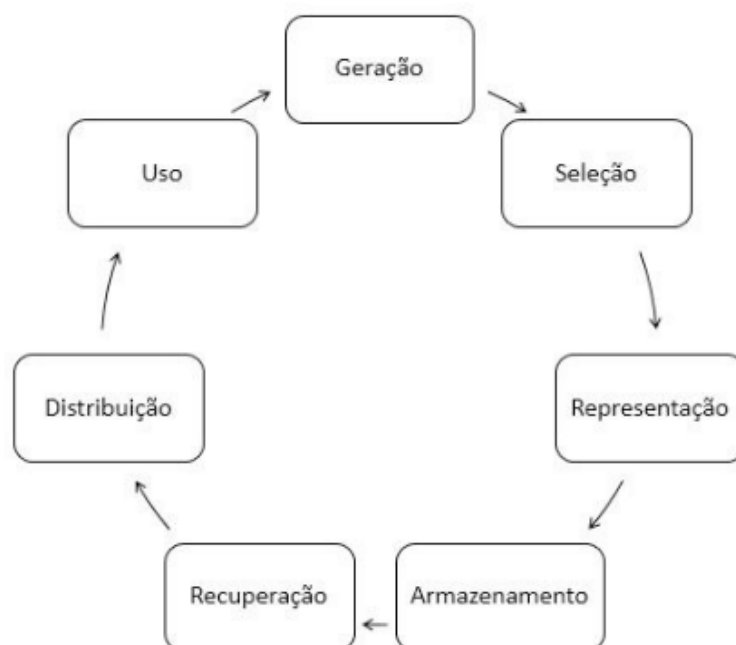 Geração
Seleção
Representação
Armazenamento
Recuperação
Distribuição
Uso